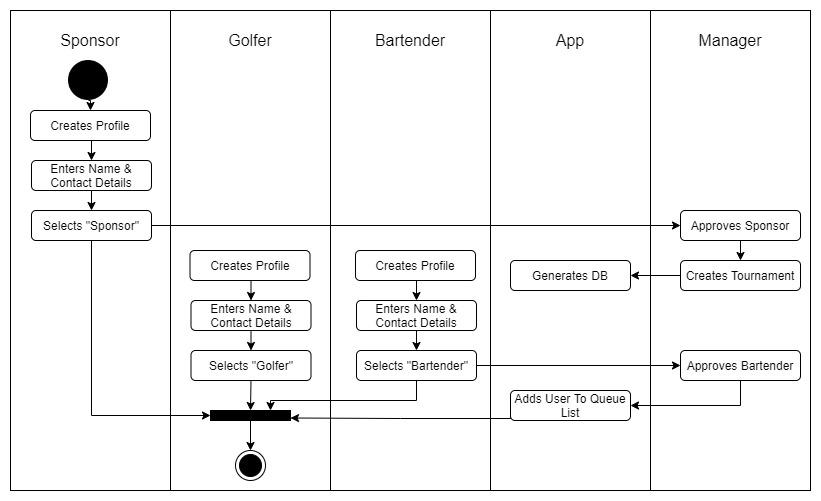 Sponsor
Golfer
Bartender
App
Manager
Creates Profile
Enters Name &
Contact Details
Selects "Sponsor"
Approves Sponsor
Creates Profile
Creates Profile
Generates DB
Creates Tournament
Enters Name &
Contact Details
Enters Name &
Contact Details
Selects "Golfer"
Selects "Bartender"
Approves Bartender
Adds User To Queue
List